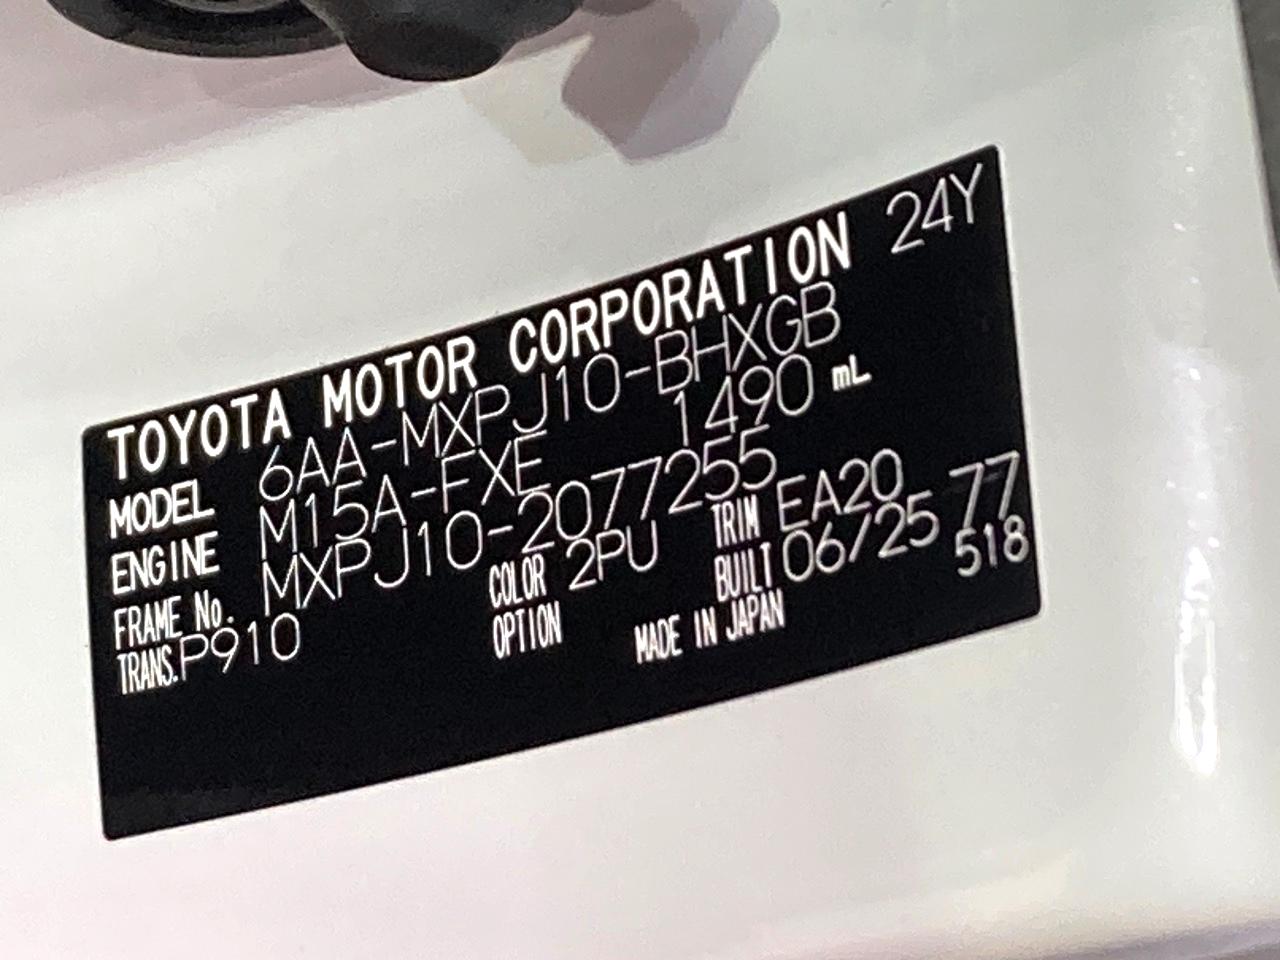 TOYOTA MOTOR CORPORATION 24Y
MODEL 6AA-MXPJ10-BHXGB
ENGINE M15A-FXE 1490 mL
FRAME No. MXPJ10-2077255
COLOR 2PU TRIM EA20 77
TRANS. P910 OPTION BUILT 06/25 518
MADE IN JAPAN